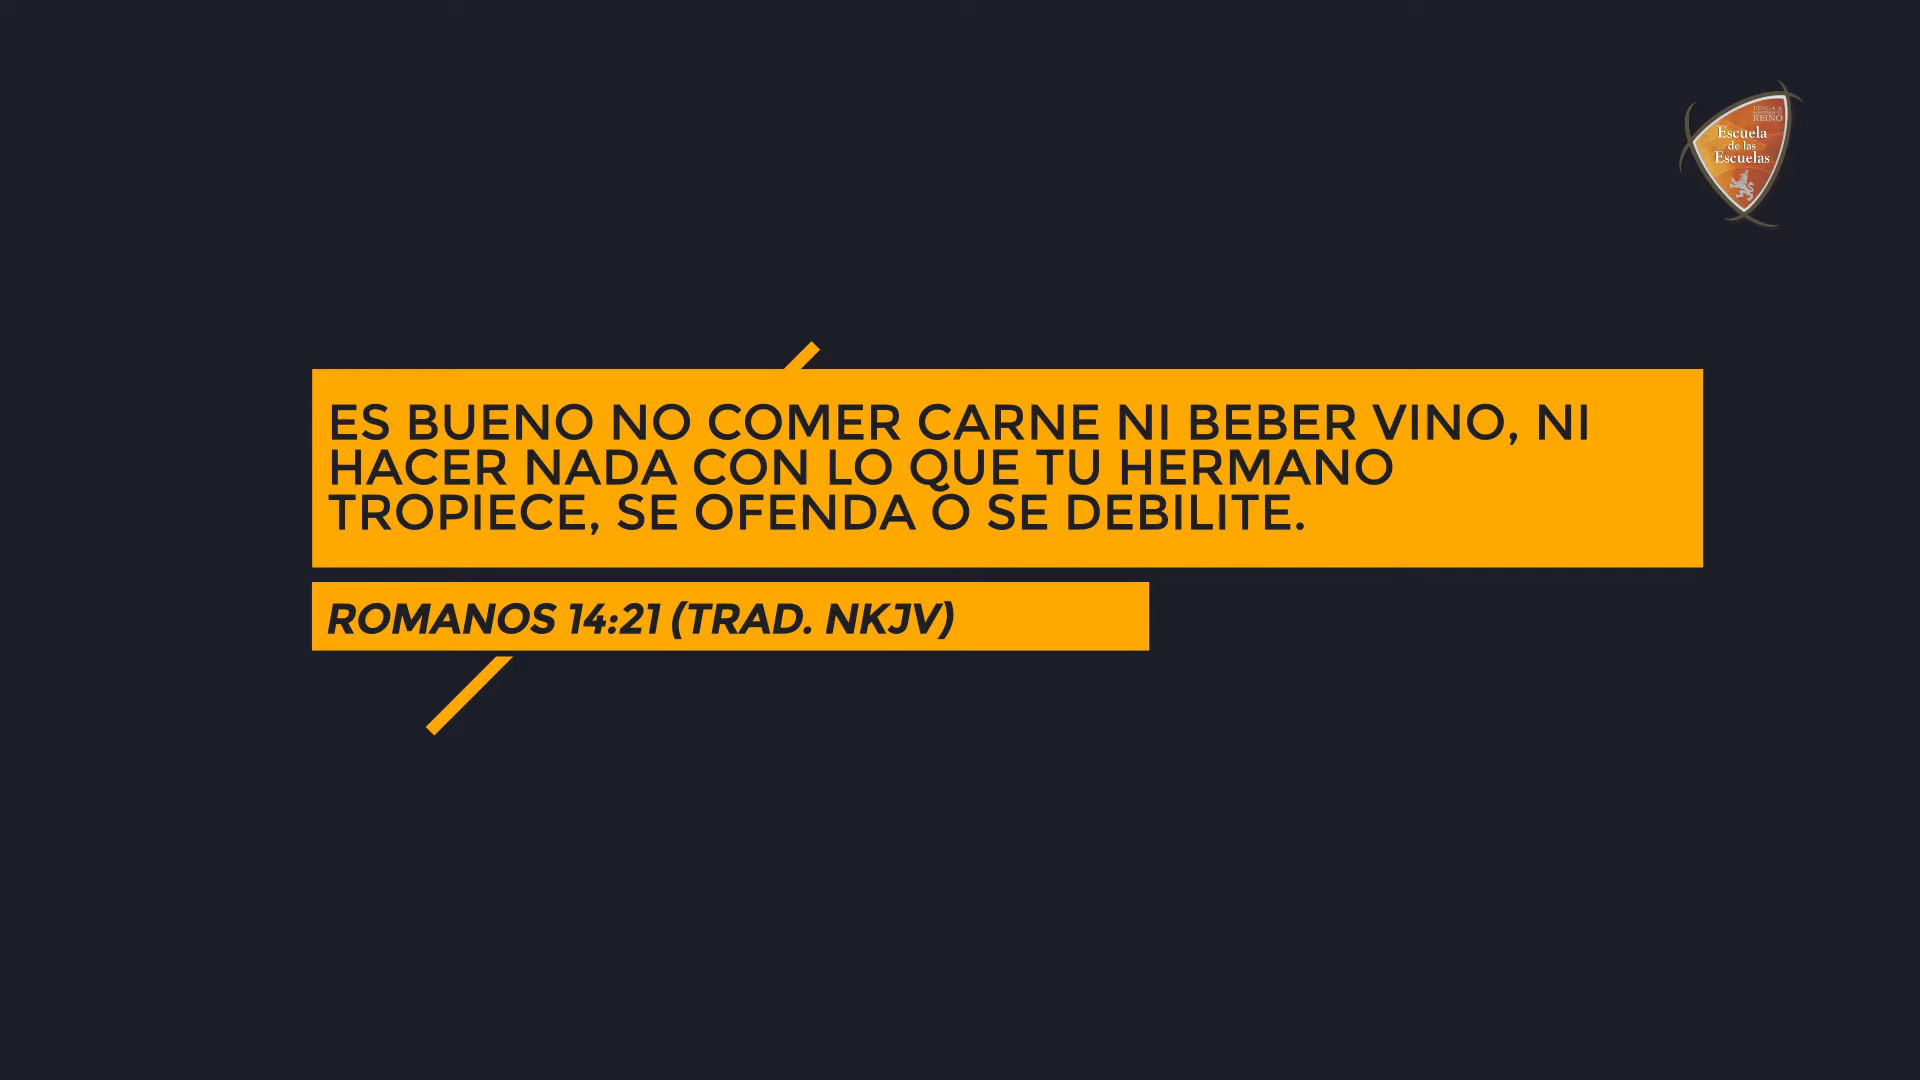 VENGA A
REINO
Escuela
de las
Escuelas
ES BUENO NO COMER CARNE NI BEBER VINO, NI
HACER NADA CON LO QUE TU HERMANO
TROPIECE, SE OFENDA O SE DEBILITE.
ROMANOS 14:21 (TRAD. NKJV)